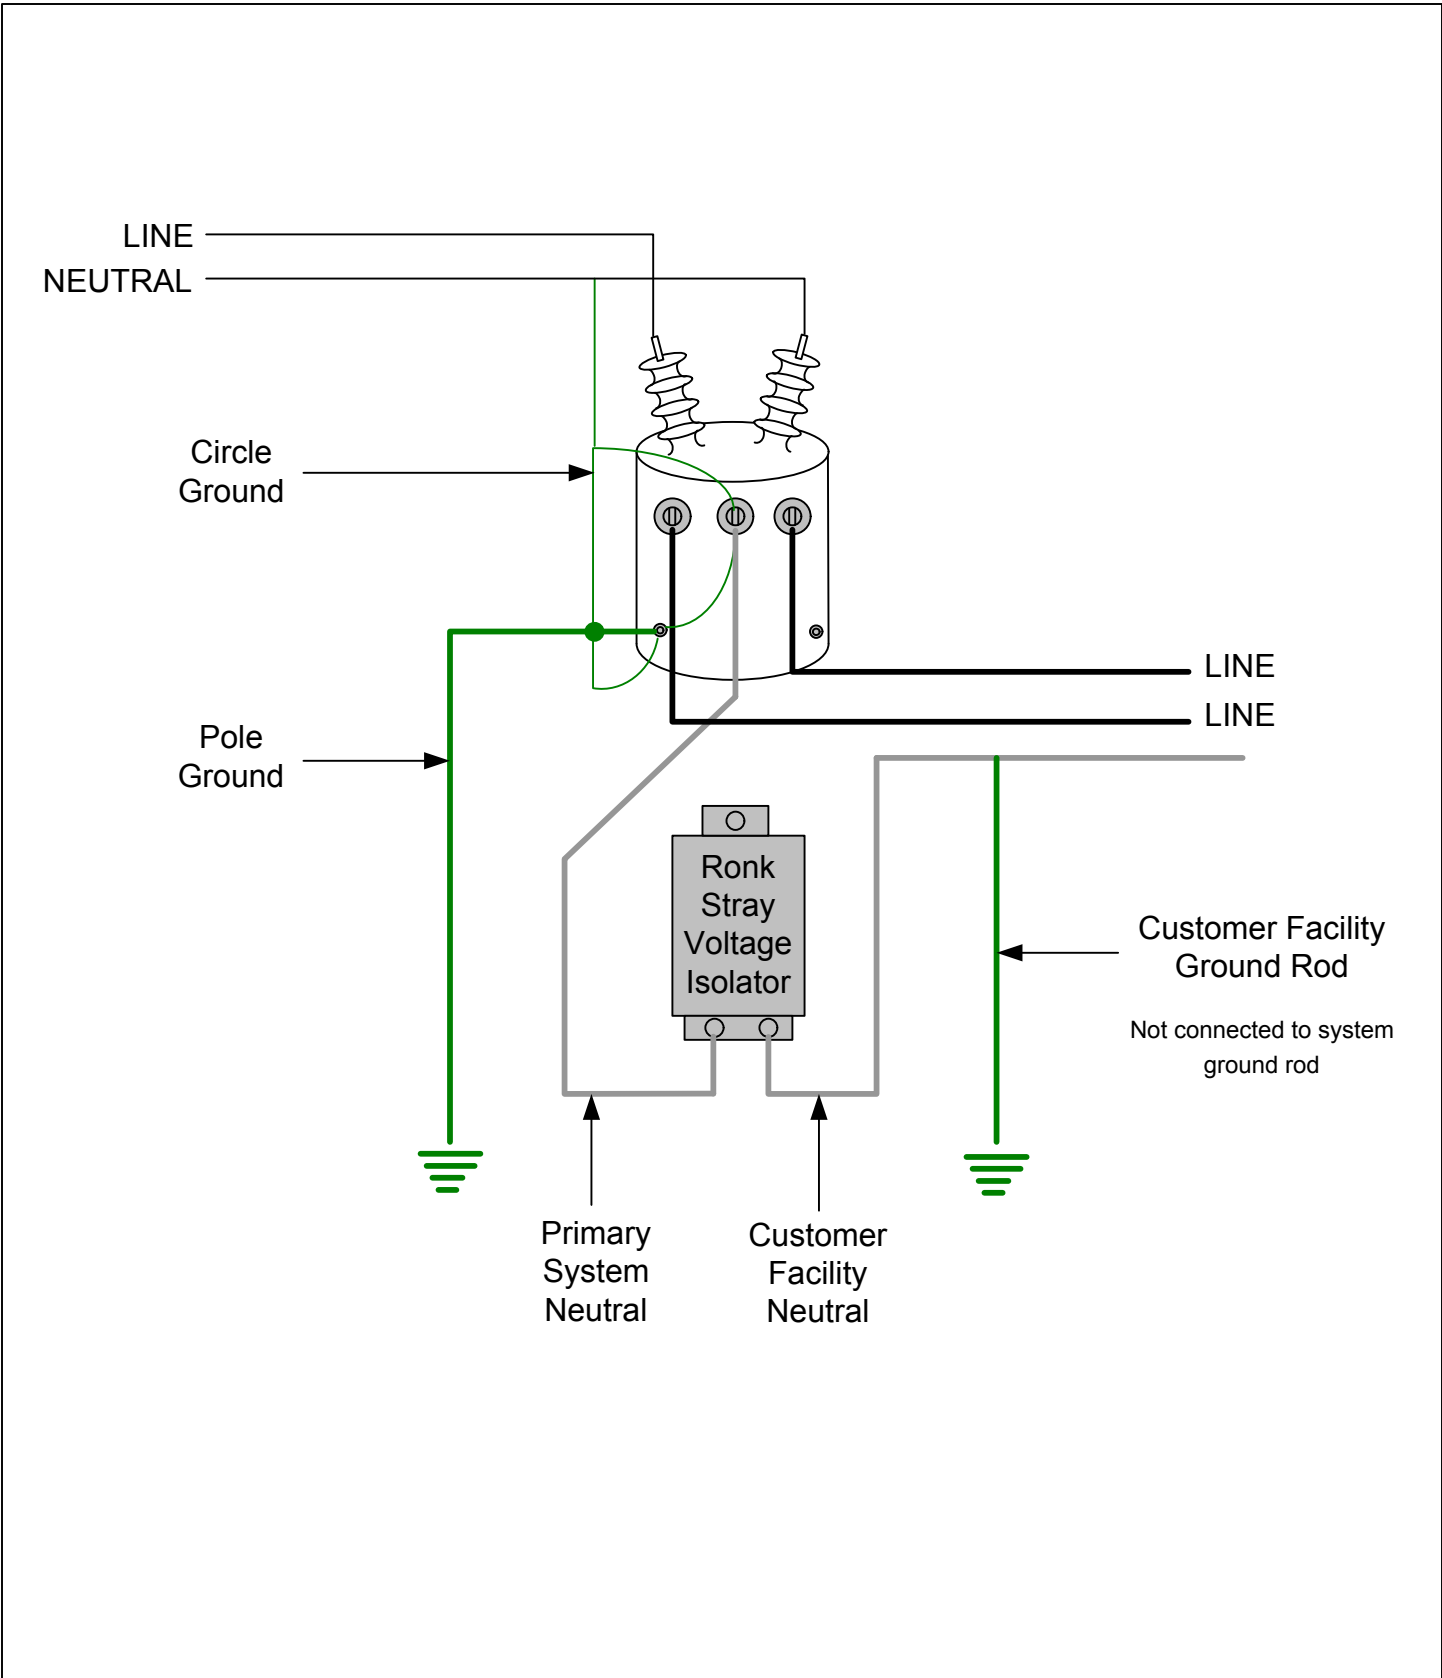 LINE
NEUTRAL
Circle
Ground
LINE
LINE
Pole
Ground
Ronk
Stray
Voltage
Isolator
Customer Facility
Ground Rod
Not connected to system
ground rod
Primary
System
Neutral
Customer
Facility
Neutral